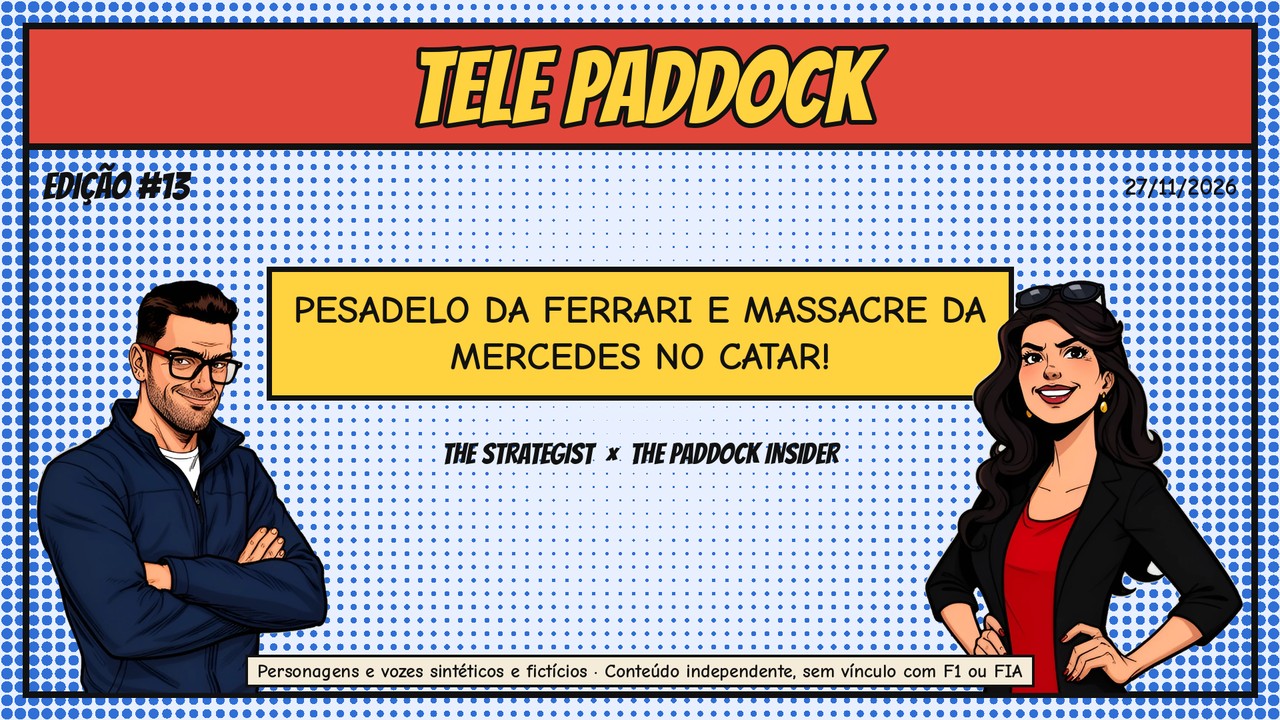 TELE PADDOCK
EDIÇÃO #13
27/11/2026
PESADELO DA FERRARI E MASSACRE DA
MERCEDES NO CATAR!
THE STRATEGIST x THE PADDOCK INSIDER
Personagens e vozes sintéticos e fictícios · Conteúdo independente, sem vínculo com F1 ou FIA